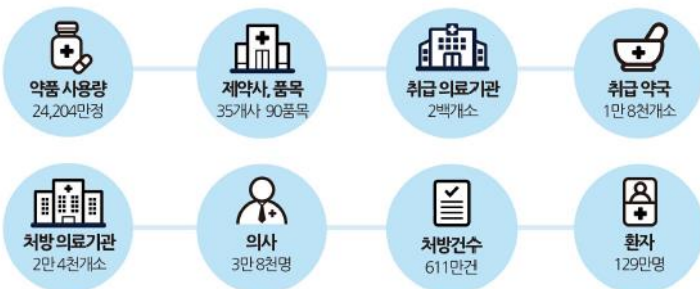 약품 사용량
24,204만정
제약사, 품목
35개사 90품목
취급 의료기관
2백개소
취급 약국
1만 8천개소
처방 의료기관
2만 4천개소
의사
3만 8천명
처방건수
611만건
환자
129만명